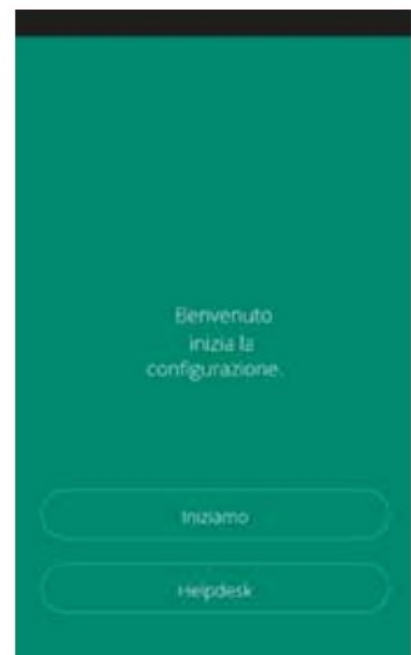 Benvenuto
inizia la
configurazione.
Iniziamo
Helpdesk